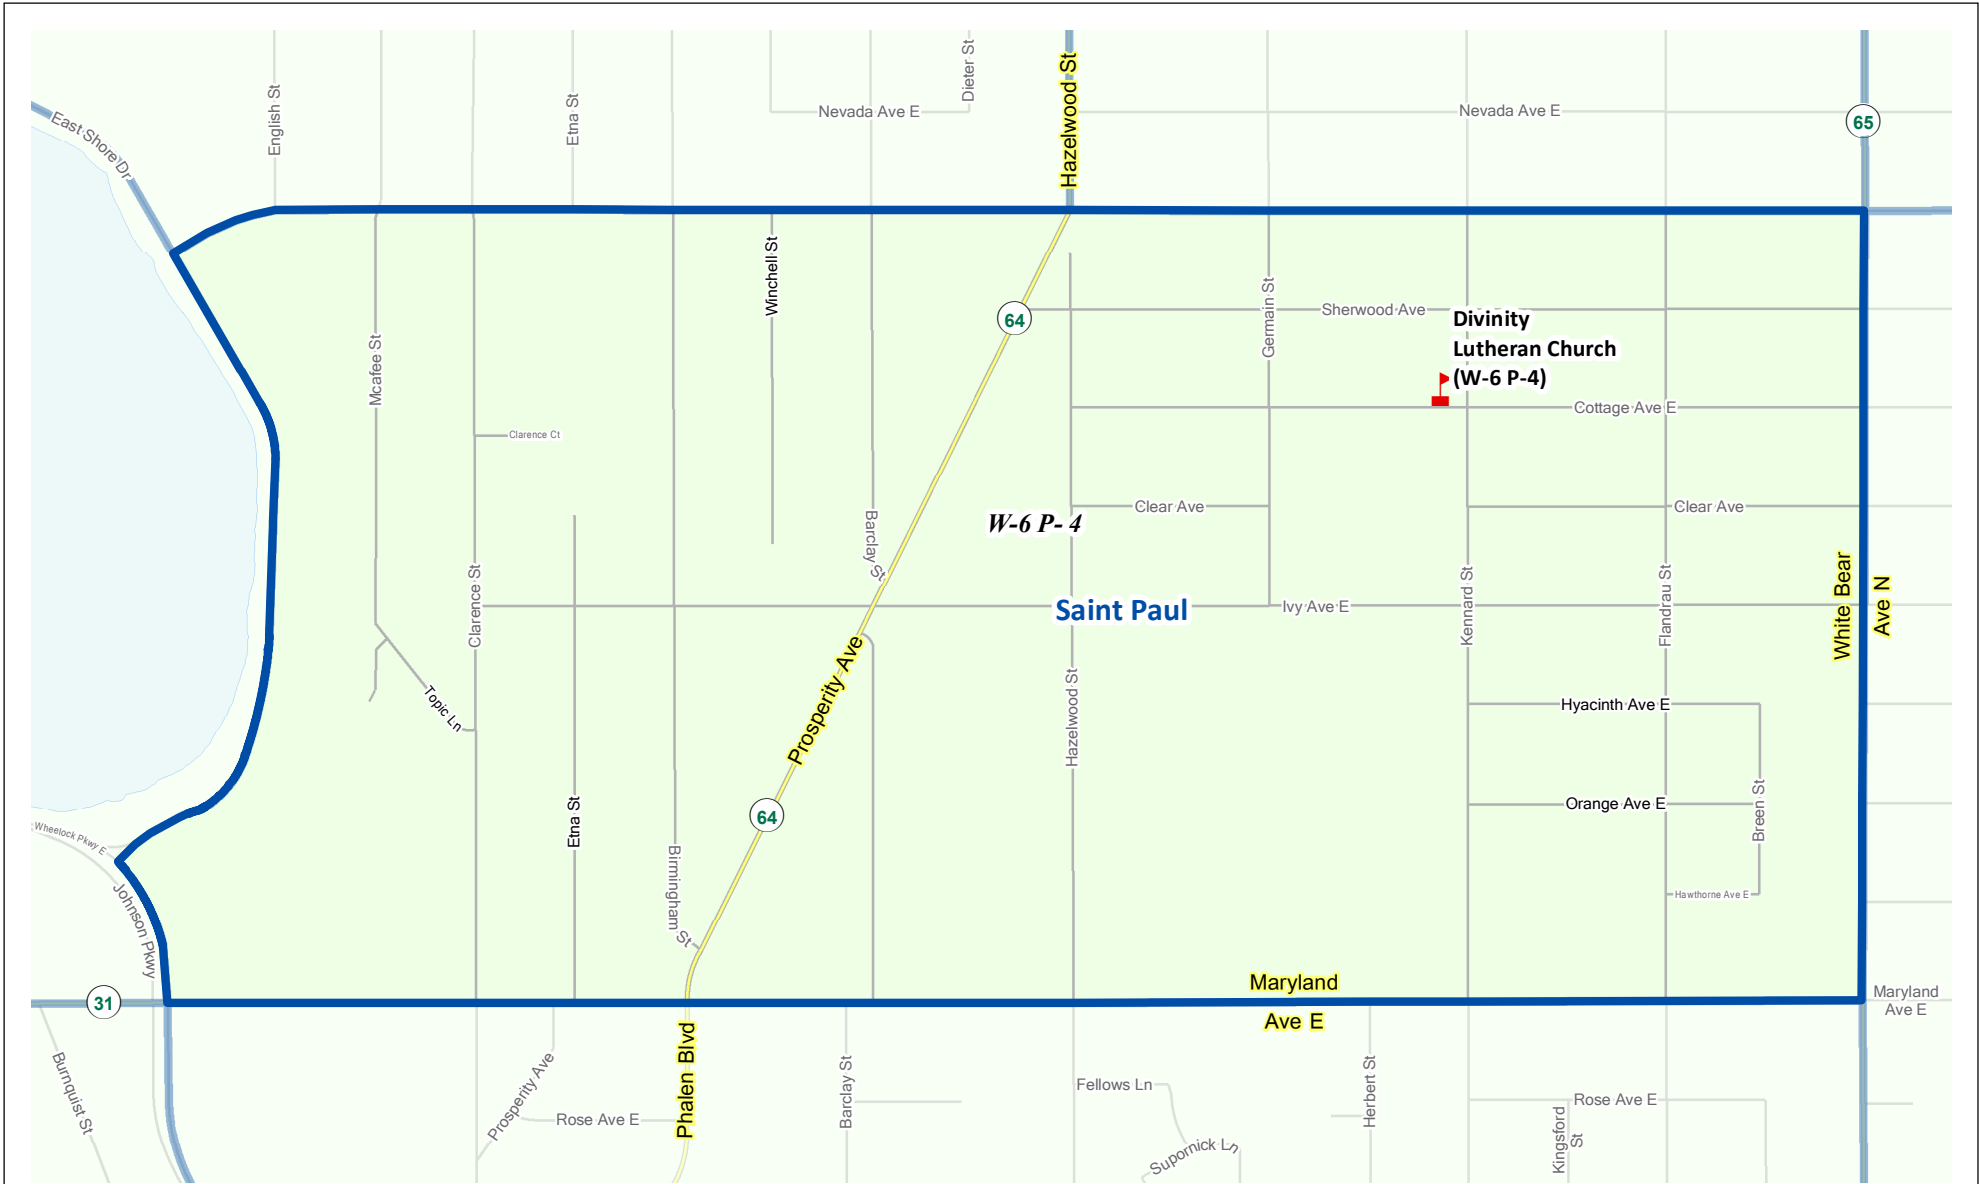 East Shore Dr
English St
Etna St
Nevada Ave E
Dieter St
Hazelwood St
Nevada Ave E
65
Winchell St
Mcafee St
64
Germain St
Sherwood Ave
Divinity
Lutheran Church
(W-6 P-4)
Cottage Ave E
Clarence Ct
Barclay St
W-6 P- 4
Clear Ave
Clear Ave
Clarence St
Saint Paul
Ivy Ave E
Kennard St
Flandrau St
White Bear
Ave N
Topic Ln
Prosperity Ave
Hazelwood St
Hyacinth Ave E
Etna St
64
Orange Ave E
Breen St
Wheelock Pkwy E
Johnson Pkwy
Birmingham St
Hawthorne Ave E
31
Maryland
Ave E
Maryland
Ave E
Burnquist St
Prosperity Ave
Rose Ave E
Phalen Blvd
Barclay St
Fellows Ln
Supornick Ln
Herbert St
Rose Ave E
Kingsford
St